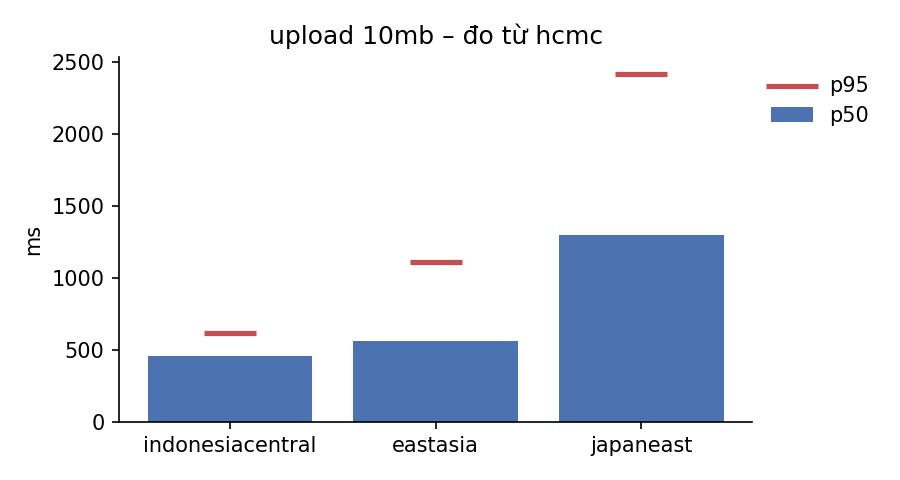 upload 10mb – đo từ hcmc
2500
2000
1500
1000
500
0
ms
indonesiacentral
eastasia
japaneast
p95
p50